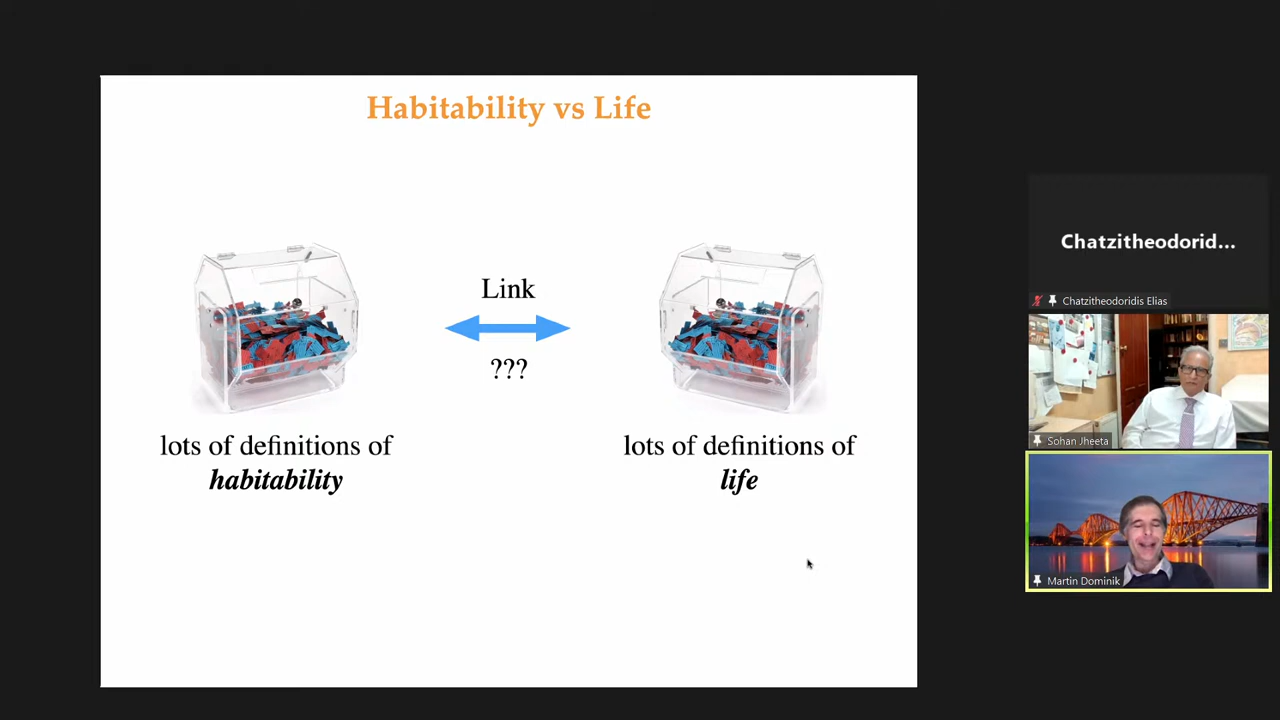 Habitability vs Life
Link
???
lots of definitions of
habitability
lots of definitions of
life
Chatzitheodorid...
Chatzitheodoridis Elias
Sohan Jheeta
Martin Dominik